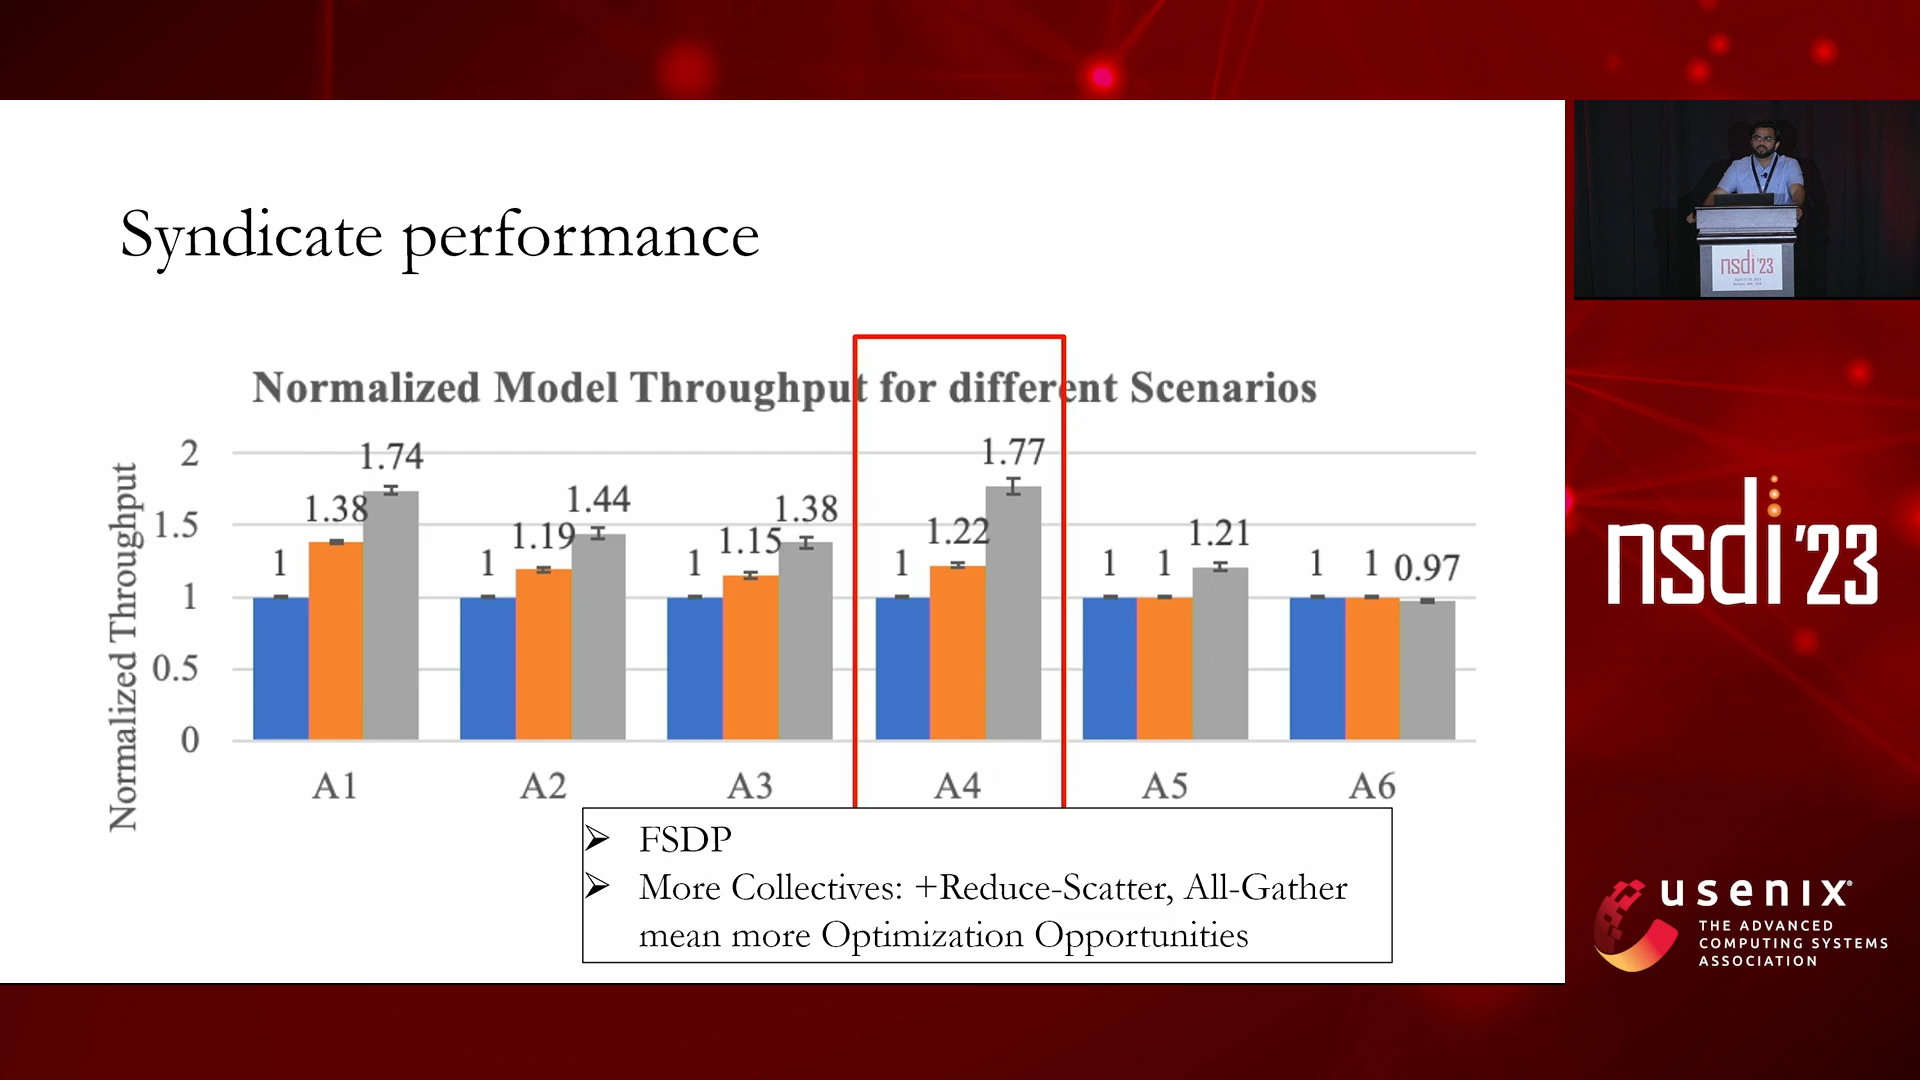 Syndicate performance
Normalized Model Throughput for different Scenarios
Normalized Throughput
2
1.5
1
0.5
0
1 1.38 1.74
1 1.19 1.44
1 1.15 1.38
1 1.22 1.77
1 1 1.21
1 1 0.97
A1 A2 A3 A4 A5 A6
➢ FSDP
➢ More Collectives: +Reduce-Scatter, All-Gather
mean more Optimization Opportunities
nsdi '23
nsdi '23
usenix®
THE ADVANCED
COMPUTING SYSTEMS
ASSOCIATION